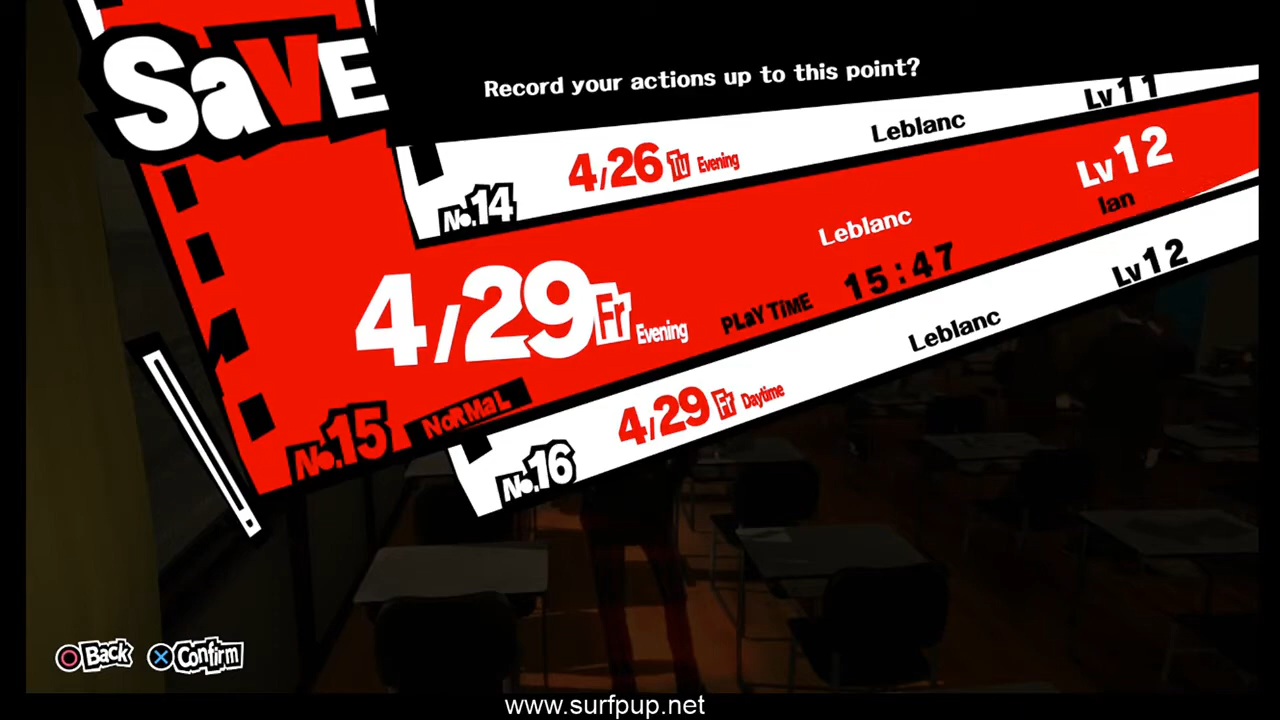 SaVE
Record your actions up to this point?
No.14 4/26 Tu Evening Leblanc Lv11
No.15 4/29 Fr Evening Leblanc Lv12
NoRMaL PLaY TiME 15:47 Ian
No.16 4/29 Fr Daytime Leblanc Lv12
Back Confirm
www.surfpup.net